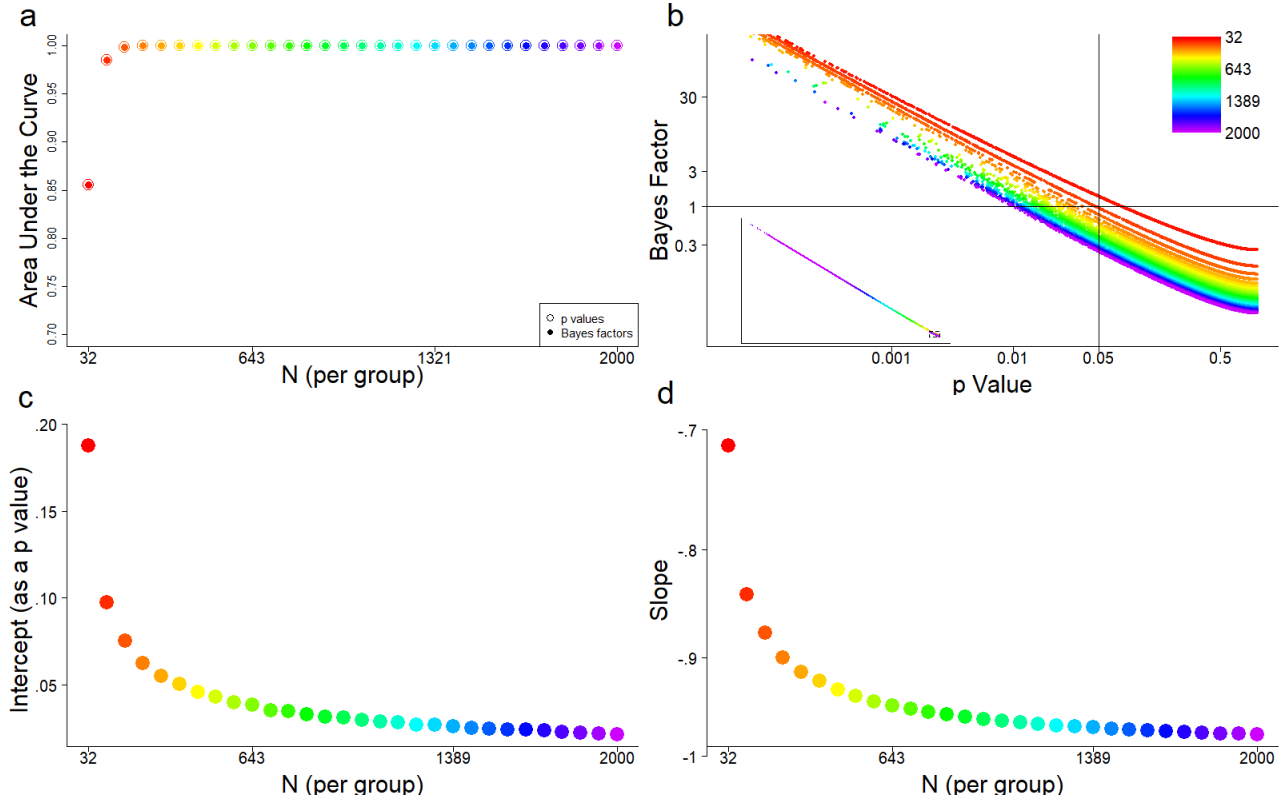 a
Area Under the Curve
1.00
0.95
0.90
0.85
0.80
0.75
0.70
p values
Bayes factors
32
643
1321
2000
N (per group)
b
Bayes Factor
30
3
1
0.3
32
643
1389
2000
0.001
0.01
0.05
0.5
p Value
c
Intercept (as a p value)
.20
.15
.10
.05
32
643
1389
2000
N (per group)
d
Slope
-.7
-.8
-.9
-1
32
643
1389
2000
N (per group)